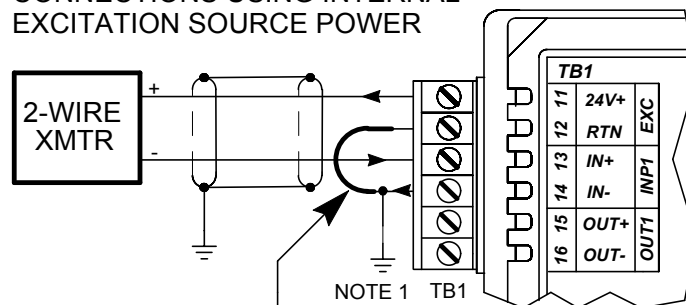 CONNECTIONS USING INTERNAL
EXCITATION SOURCE POWER
2-WIRE
XMTR
+
-
TB1
11 24V+
12 RTN
EXC
13 IN+
14 IN-
INP1
15 OUT+
16 OUT-
OUT1
NOTE 1 TB1